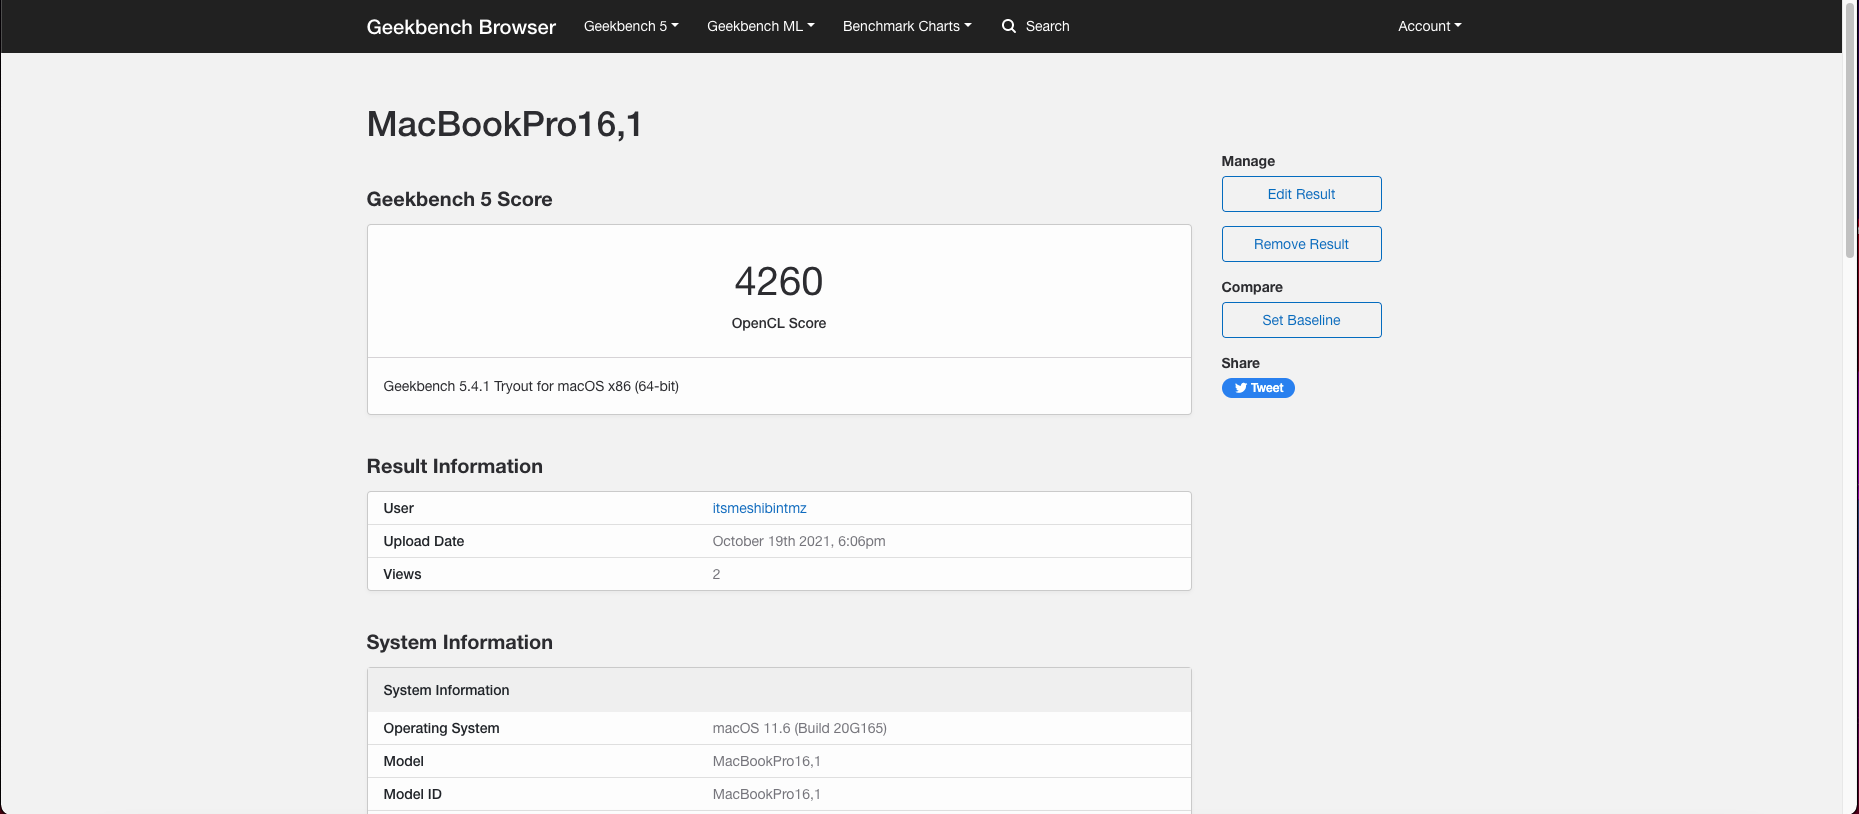 Geekbench Browser Geekbench 5 Geekbench ML Benchmark Charts Search Account
MacBookPro16,1
Geekbench 5 Score
4260
OpenCL Score
Geekbench 5.4.1 Tryout for macOS x86 (64-bit)
Manage
Edit Result
Remove Result
Compare
Set Baseline
Share
Tweet
Result Information
User itsmeshibintmz
Upload Date October 19th 2021, 6:06pm
Views 2
System Information
System Information
Operating System macOS 11.6 (Build 20G165)
Model MacBookPro16,1
Model ID MacBookPro16,1